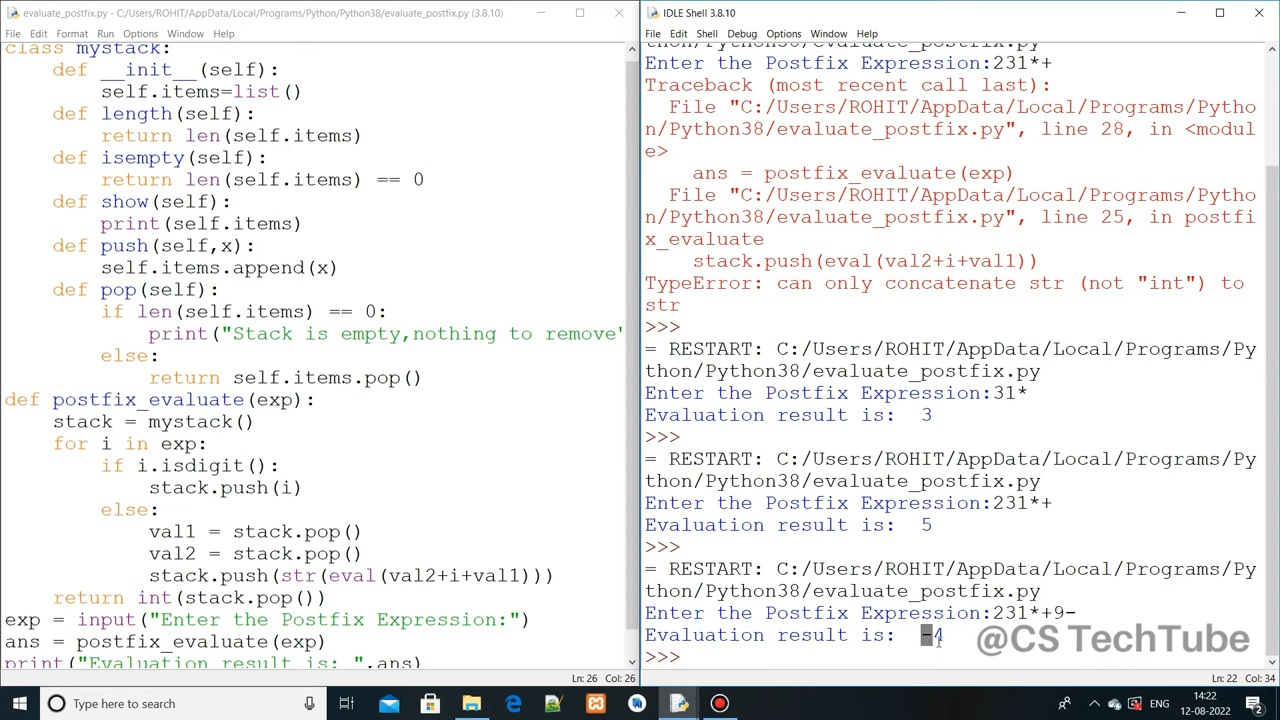 evaluate_postfix.py - C:/Users/ROHIT/AppData/Local/Programs/Python/Python38/evaluate_postfix.py (3.8.10)
File Edit Format Run Options Window Help
class mystack:
def __init__(self):
self.items=list()
def length(self):
return len(self.items)
def isempty(self):
return len(self.items) == 0
def show(self):
print(self.items)
def push(self,x):
self.items.append(x)
def pop(self):
if len(self.items) == 0:
print("Stack is empty,nothing to remove"
else:
return self.items.pop()
def postfix_evaluate(exp):
stack = mystack()
for i in exp:
if i.isdigit():
stack.push(i)
else:
val1 = stack.pop()
val2 = stack.pop()
stack.push(str(eval(val2+i+val1)))
return int(stack.pop())
exp = input("Enter the Postfix Expression:")
ans = postfix_evaluate(exp)
print("Evaluation result is: ",ans)
Ln: 26 Col: 26
IDLE Shell 3.8.10
File Edit Shell Debug Options Window Help
thon/Python38/evaluate_postfix.py
Enter the Postfix Expression:231*+
Traceback (most recent call last):
File "C:/Users/ROHIT/AppData/Local/Programs/Pytho
n/Python38/evaluate_postfix.py", line 28, in <modul
e>
ans = postfix_evaluate(exp)
File "C:/Users/ROHIT/AppData/Local/Programs/Pytho
n/Python38/evaluate_postfix.py", line 25, in postfi
x_evaluate
stack.push(eval(val2+i+val1))
TypeError: can only concatenate str (not "int") to
str
>>>
= RESTART: C:/Users/ROHIT/AppData/Local/Programs/Py
thon/Python38/evaluate_postfix.py
Enter the Postfix Expression:31*
Evaluation result is:  3
>>>
= RESTART: C:/Users/ROHIT/AppData/Local/Programs/Py
thon/Python38/evaluate_postfix.py
Enter the Postfix Expression:231*+
Evaluation result is:  5
>>>
= RESTART: C:/Users/ROHIT/AppData/Local/Programs/Py
thon/Python38/evaluate_postfix.py
Enter the Postfix Expression:231*+9-
Evaluation result is:  -4
>>>
@CS TechTube
Ln: 22 Col: 34
Type here to search
ENG
14:22
12-08-2022
2